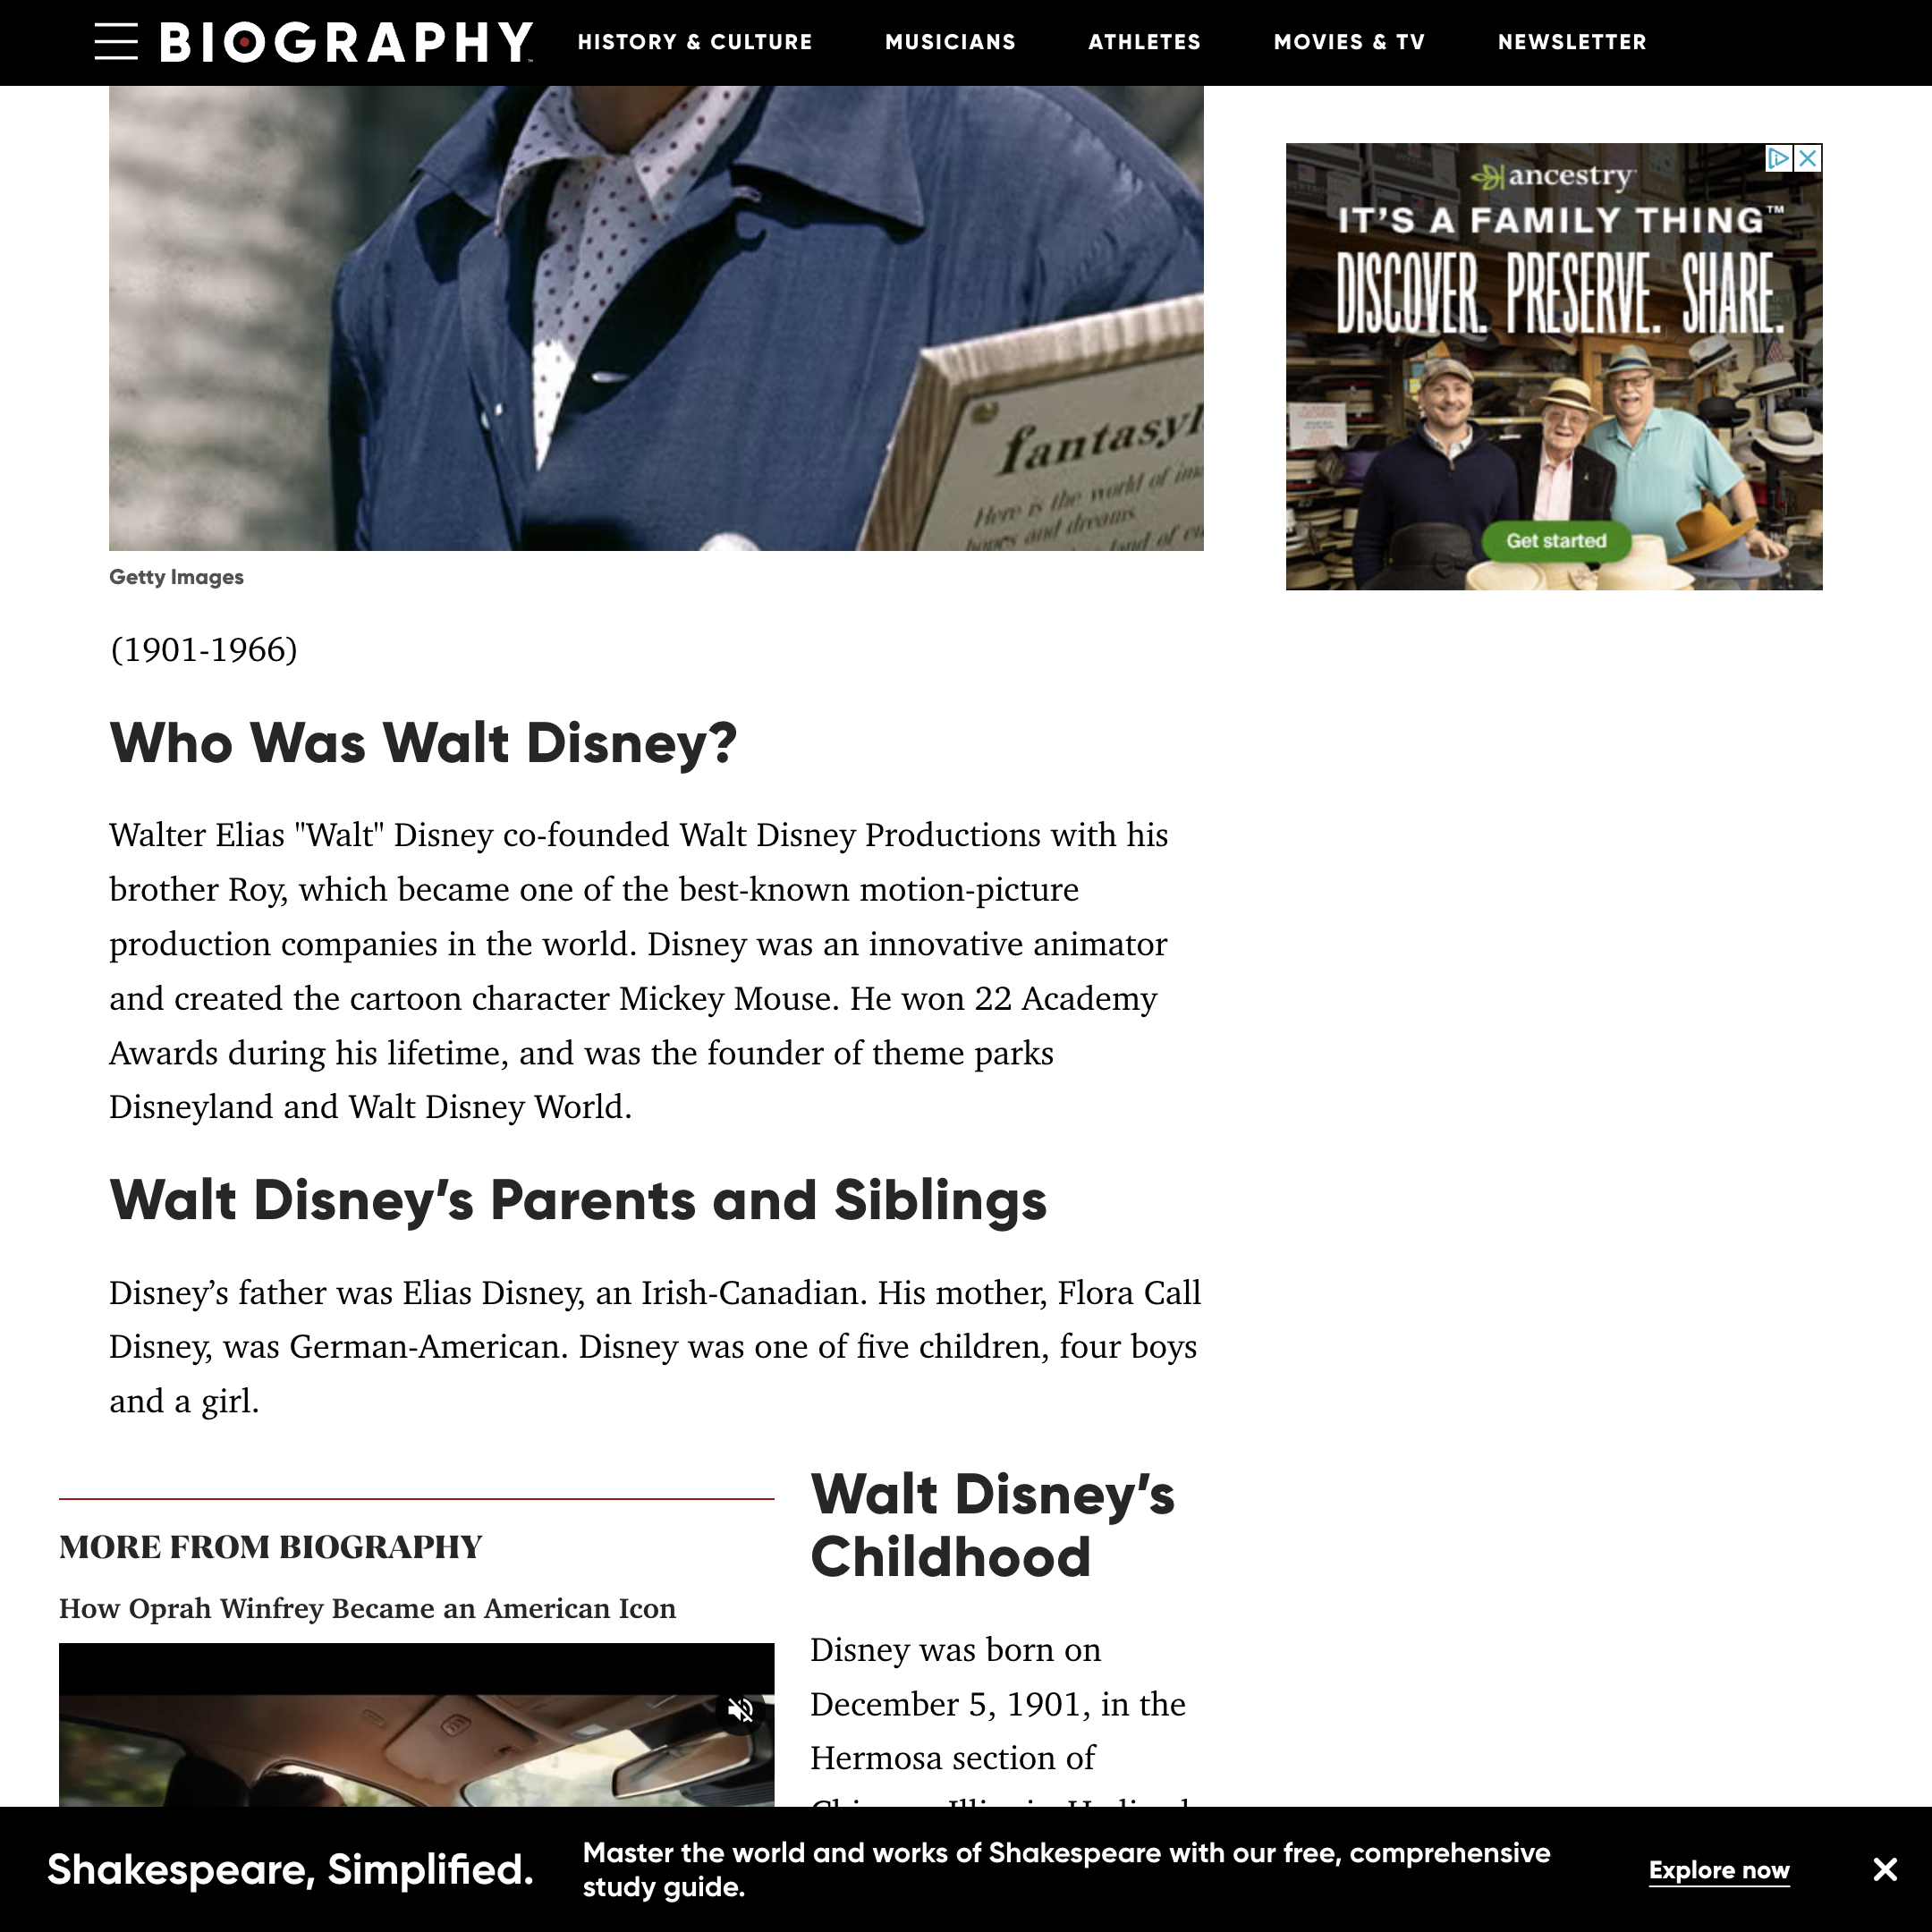 BIOGRAPHY
HISTORY & CULTURE
MUSICIANS
ATHLETES
MOVIES & TV
NEWSLETTER
fantasyl
Here is the world of
hopes and dreams
land of
Getty Images
ancestry
IT'S A FAMILY THING™
DISCOVER. PRESERVE. SHARE.
Get started
(1901-1966)
Who Was Walt Disney?
Walter Elias "Walt" Disney co-founded Walt Disney Productions with his
brother Roy, which became one of the best-known motion-picture
production companies in the world. Disney was an innovative animator
and created the cartoon character Mickey Mouse. He won 22 Academy
Awards during his lifetime, and was the founder of theme parks
Disneyland and Walt Disney World.
Walt Disney's Parents and Siblings
Disney's father was Elias Disney, an Irish-Canadian. His mother, Flora Call
Disney, was German-American. Disney was one of five children, four boys
and a girl.
MORE FROM BIOGRAPHY
How Oprah Winfrey Became an American Icon
Walt Disney's
Childhood
Disney was born on
December 5, 1901, in the
Hermosa section of
Shakespeare, Simplified.
Master the world and works of Shakespeare with our free, comprehensive
study guide.
Explore now